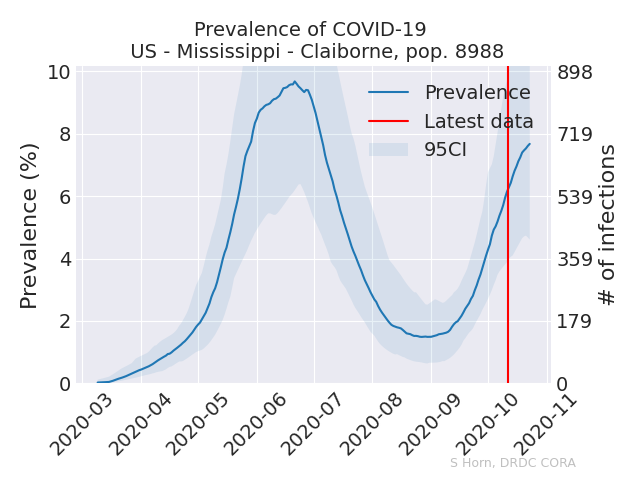 Prevalence of COVID-19
US - Mississippi - Claiborne, pop. 8988
Prevalence (%)
10
8
6
4
2
0
898
719
539
359
179
0
# of infections
Prevalence
Latest data
95CI
2020-03
2020-04
2020-05
2020-06
2020-07
2020-08
2020-09
2020-10
2020-11
S Horn, DRDC CORA